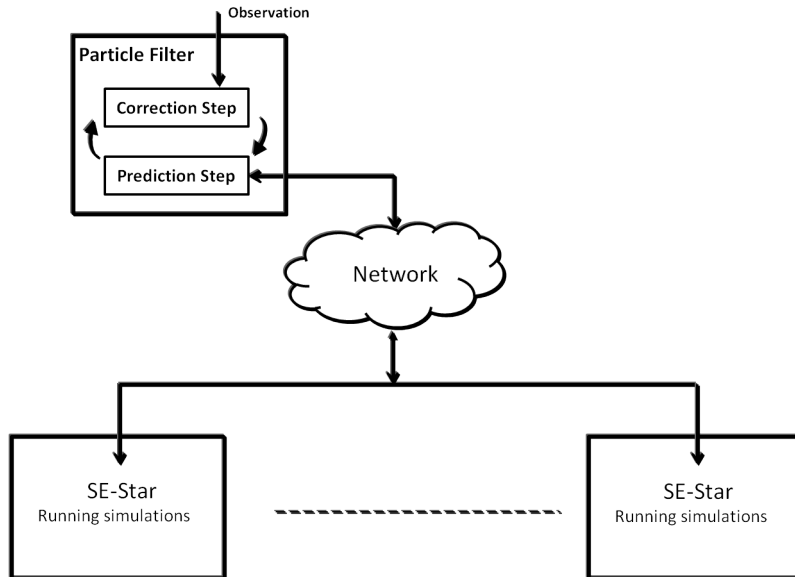 Observation
Particle Filter
Correction Step
Prediction Step
Network
SE-Star
Running simulations
SE-Star
Running simulations